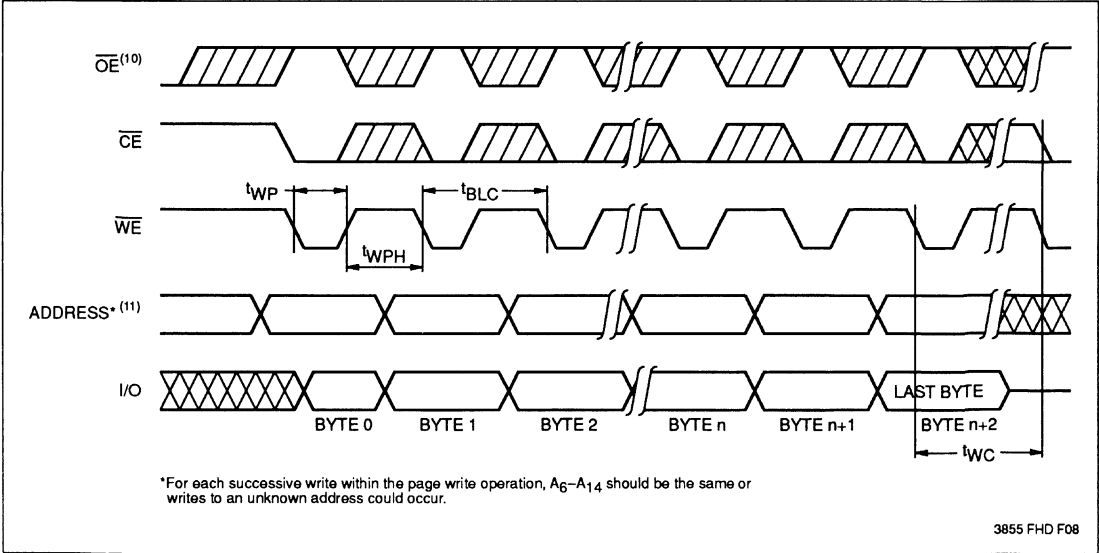 OE(10)
CE
tWP
tBLC
WE
tWPH
ADDRESS* (11)
I/O
LAST BYTE
BYTE 0 BYTE 1 BYTE 2 BYTE n BYTE n+1 BYTE n+2
tWC
*For each successive write within the page write operation, A6–A14 should be the same or
writes to an unknown address could occur.
3855 FHD F08